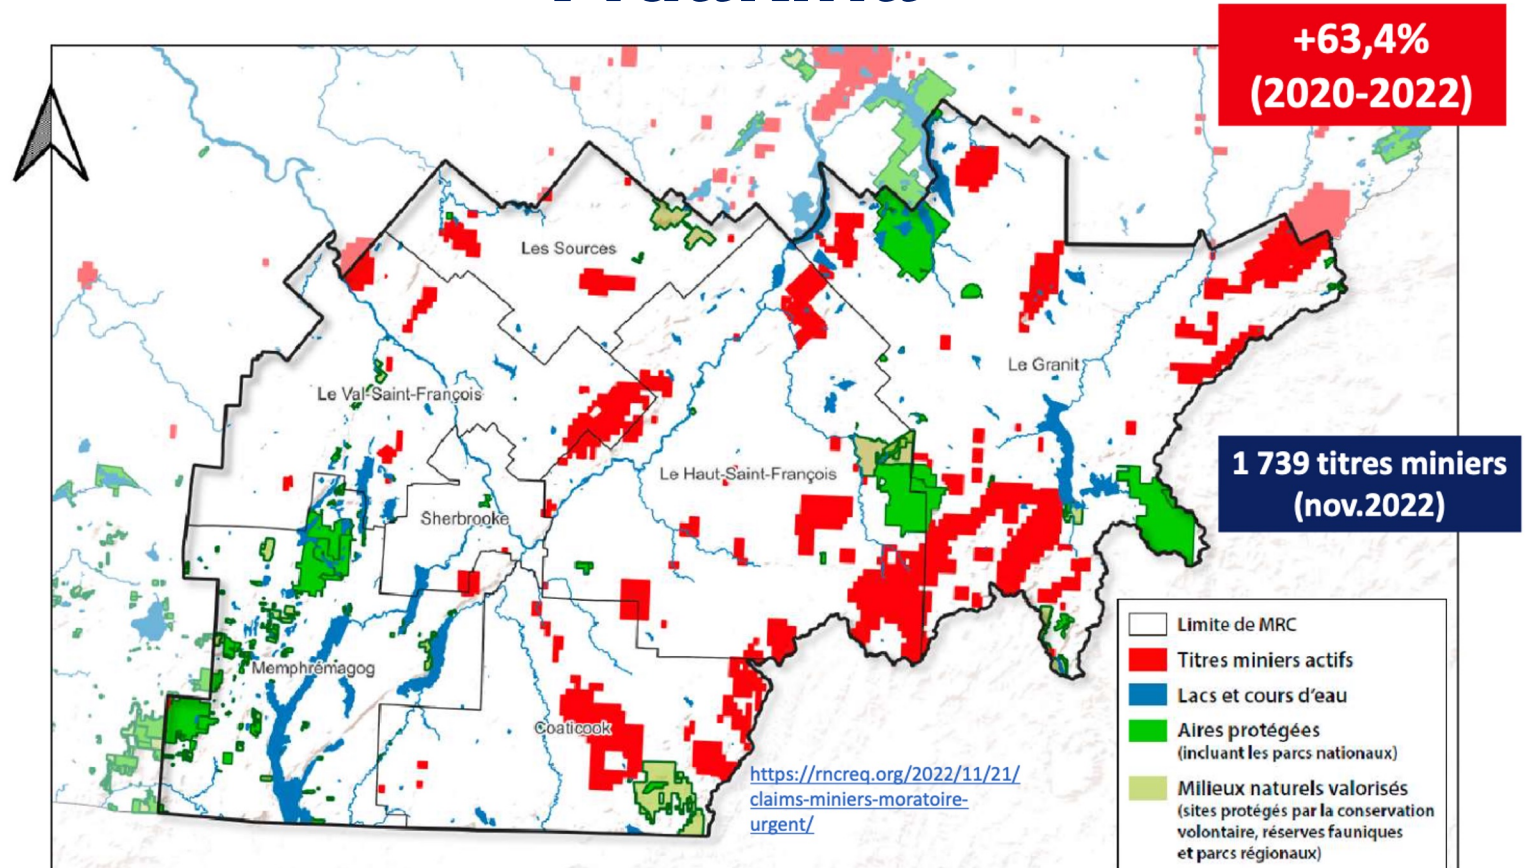 +63,4%
(2020-2022)
Les Sources
Le Granit
Le Val-Saint-François
Le Haut-Saint-François
1 739 titres miniers
(nov.2022)
Sherbrooke
Limite de MRC
Titres miniers actifs
Memphrémagog
Lacs et cours d'eau
Coaticook
Aires protégées
(incluant les parcs nationaux)
https://rncreq.org/2022/11/21/
claims-miniers-moratoire-
urgent/
Milieux naturels valorisés
(sites protégés par la conservation
volontaire, réserves fauniques
et parcs régionaux)